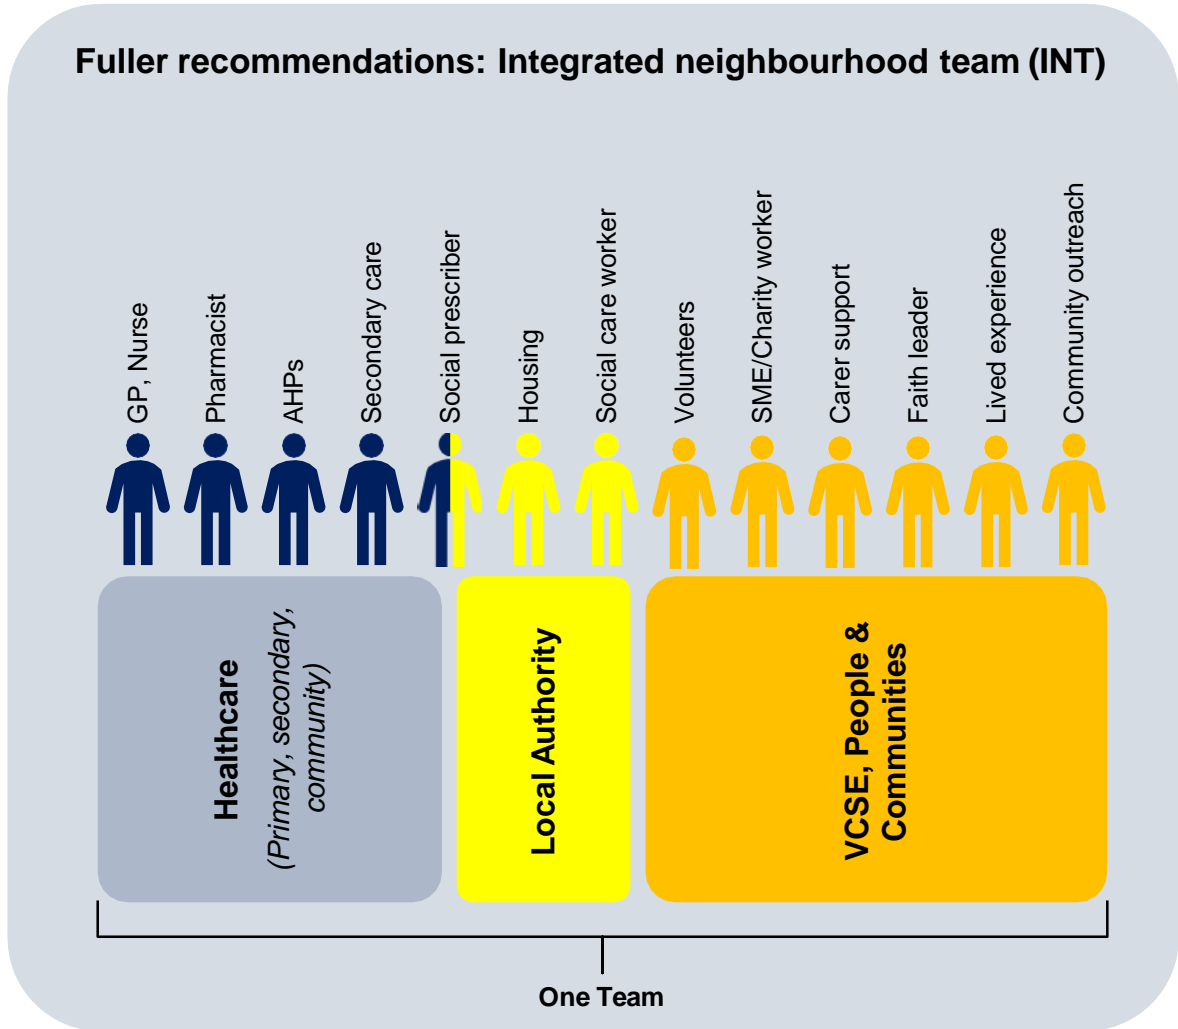 Fuller recommendations: Integrated neighbourhood team (INT)
GP, Nurse
Pharmacist
AHPs
Secondary care
Social prescriber
Housing
Social care worker
Volunteers
SME/Charity worker
Carer support
Faith leader
Lived experience
Community outreach
Healthcare
(Primary, secondary,
community)
Local Authority
VCSE, People &
Communities
One Team